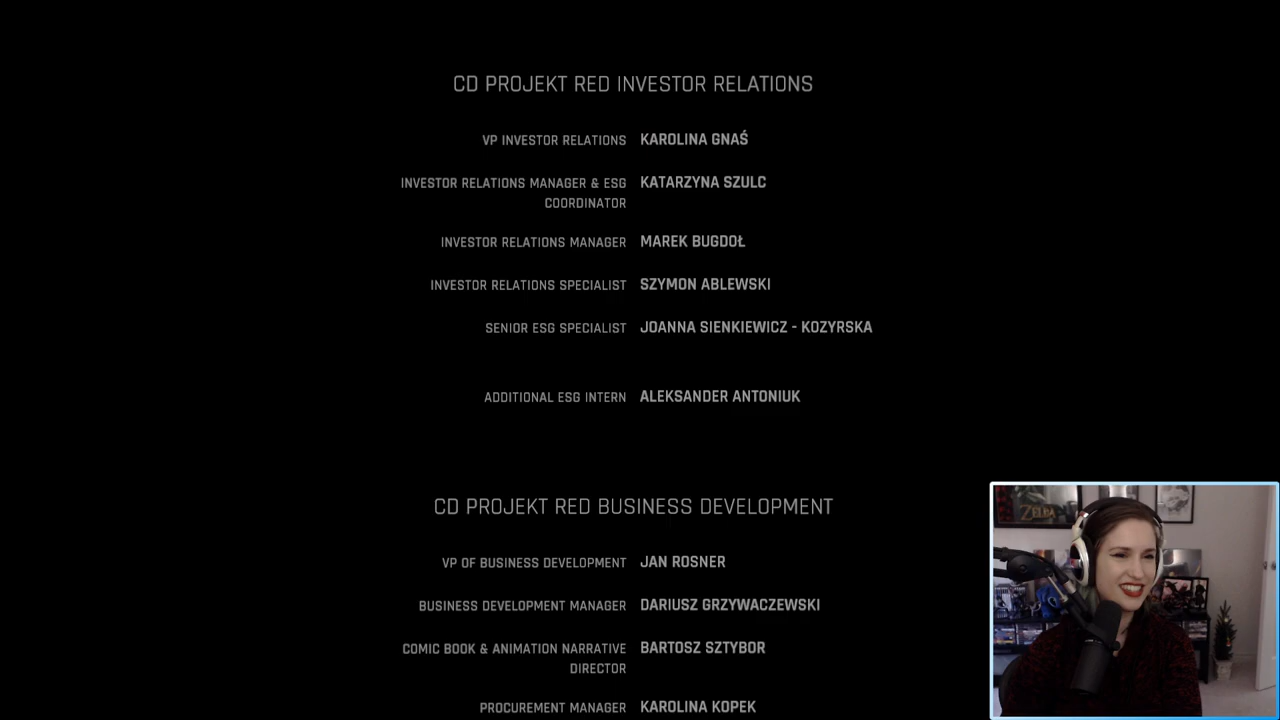 CD PROJEKT RED INVESTOR RELATIONS
VP INVESTOR RELATIONS KAROLINA GNAŚ
INVESTOR RELATIONS MANAGER & ESG KATARZYNA SZULC
COORDINATOR
INVESTOR RELATIONS MANAGER MAREK BUGDOŁ
INVESTOR RELATIONS SPECIALIST SZYMON ABLEWSKI
SENIOR ESG SPECIALIST JOANNA SIENKIEWICZ - KOZYRSKA
ADDITIONAL ESG INTERN ALEKSANDER ANTONIUK
CD PROJEKT RED BUSINESS DEVELOPMENT
VP OF BUSINESS DEVELOPMENT JAN ROSNER
BUSINESS DEVELOPMENT MANAGER DARIUSZ GRZYWACZEWSKI
COMIC BOOK & ANIMATION NARRATIVE BARTOSZ SZTYBOR
DIRECTOR
PROCUREMENT MANAGER KAROLINA KOPEK
ZELDA